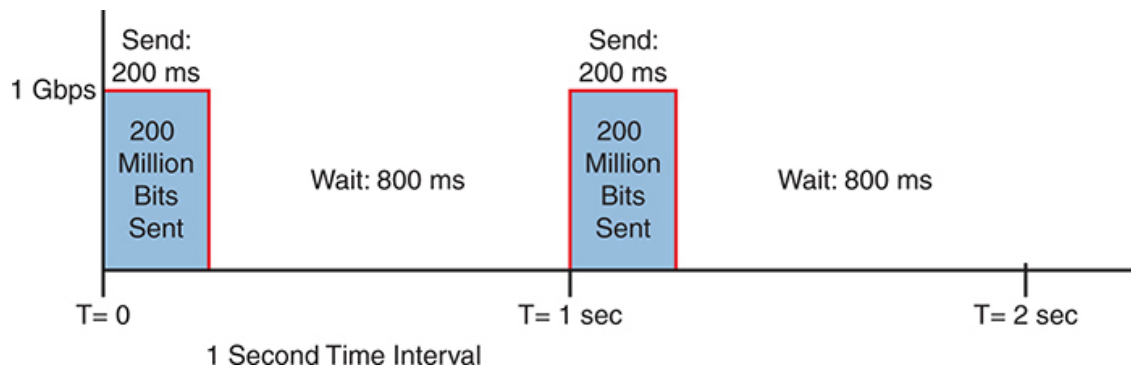 Send:
200 ms
Send:
200 ms
1 Gbps
200
Million
Bits
Sent
Wait: 800 ms
200
Million
Bits
Sent
Wait: 800 ms
T= 0
T= 1 sec
T= 2 sec
1 Second Time Interval